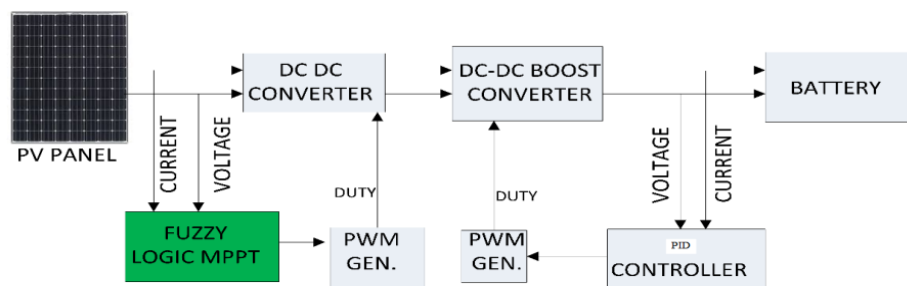 PV PANEL
CURRENT
VOLTAGE
DC DC
CONVERTER
DC-DC BOOST
CONVERTER
VOLTAGE
CURRENT
BATTERY
DUTY
DUTY
FUZZY
LOGIC MPPT
PWM
GEN.
PWM
GEN.
PID
CONTROLLER